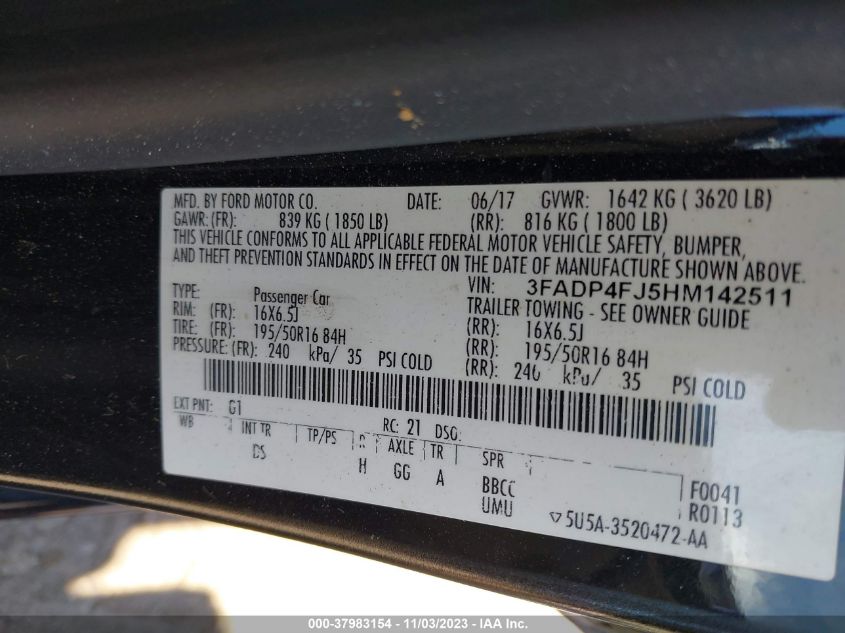 MFD. BY FORD MOTOR CO. DATE: 06/17 GVWR: 1642 KG ( 3620 LB)
GAWR: (FR): 839 KG ( 1850 LB) (RR): 816 KG ( 1800 LB)
THIS VEHICLE CONFORMS TO ALL APPLICABLE FEDERAL MOTOR VEHICLE SAFETY, BUMPER,
AND THEFT PREVENTION STANDARDS IN EFFECT ON THE DATE OF MANUFACTURE SHOWN ABOVE.
VIN: 3FADP4FJ5HM142511
TYPE: Passenger Car TRAILER TOWING - SEE OWNER GUIDE
RIM: (FR): 16X6.5J (RR): 16X6.5J
TIRE: (FR): 195/50R16 84H (RR): 195/50R16 84H
PRESSURE: (FR): 240 kPa/ 35 PSI COLD (RR): 240 kPa/ 35 PSI COLD
EXT PNT: G1 RC: 21 DSO:
WB INT TR TP/PS R AXLE TR SPR
DS H GG A BBCC
UMU
F0041
R0113
5U5A-3520472-AA
000-37983154 - 11/03/2023 - IAA Inc.